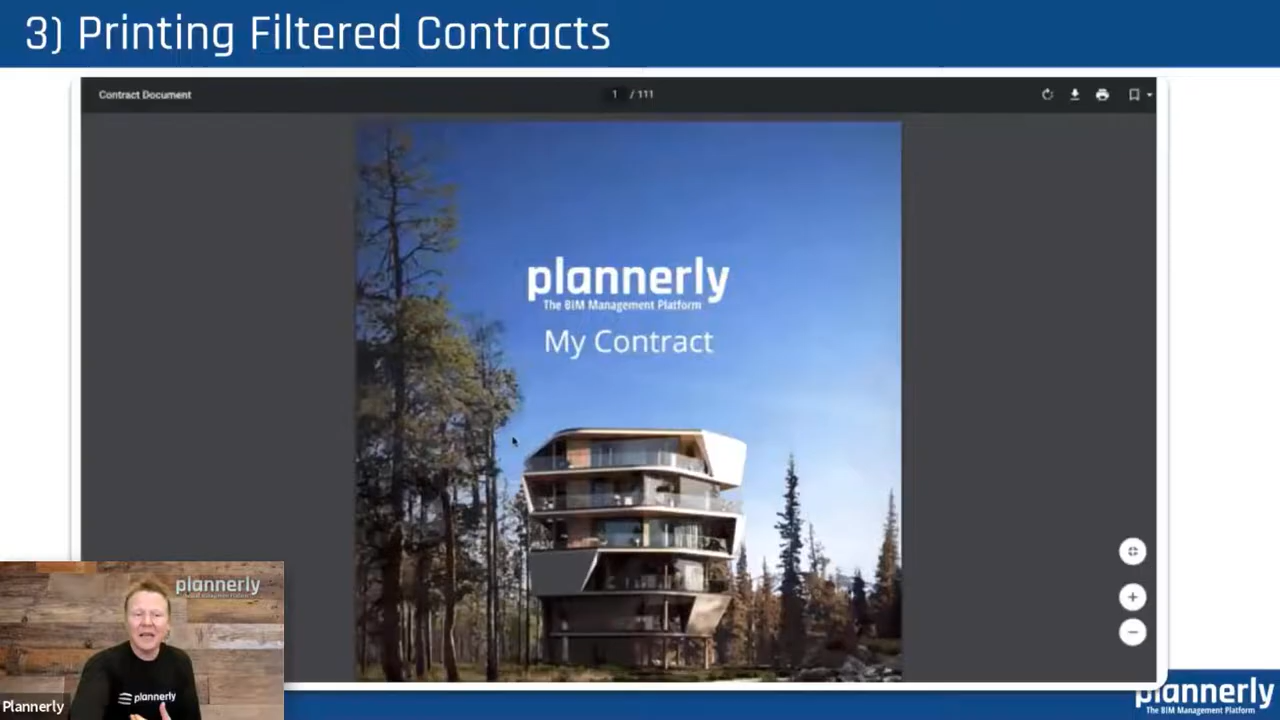 3) Printing Filtered Contracts
Contract Document
1 / 111
plannerly
The BIM Management Platform
My Contract
plannerly
plannerly
Plannerly
plannerly
The BIM Management Platform